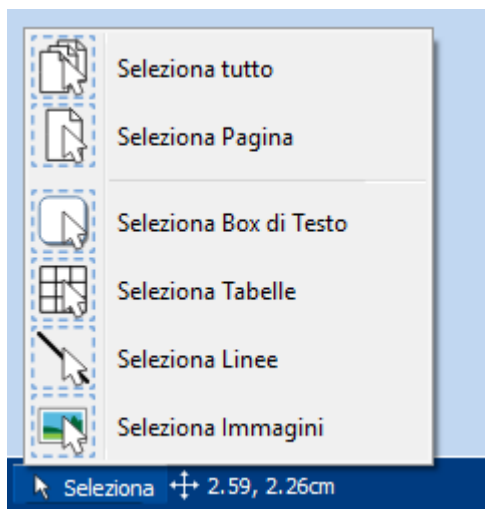 Seleziona tutto
Seleziona Pagina
Seleziona Box di Testo
Seleziona Tabelle
Seleziona Linee
Seleziona Immagini
Seleziona 2.59, 2.26cm